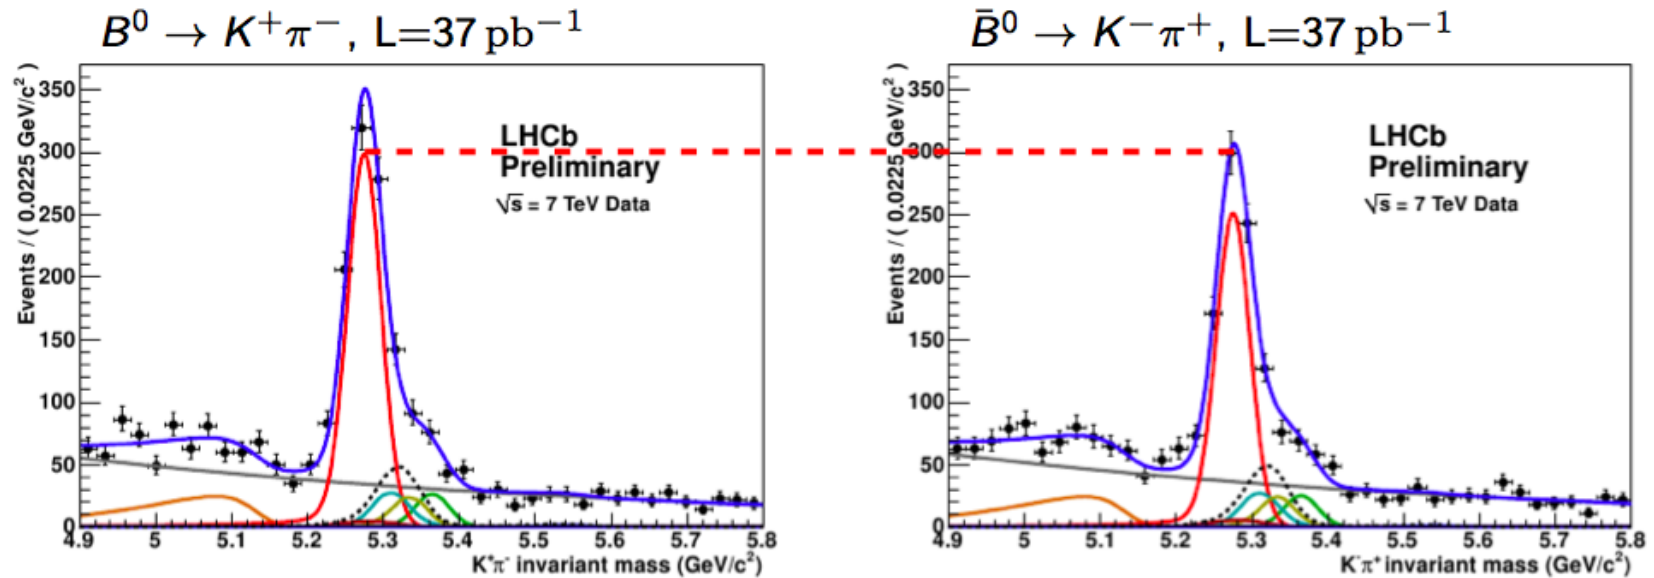 B⁰ → K⁺π⁻, L=37 pb⁻¹
Events / ( 0.0225 GeV/c² )
350
300
250
200
150
100
50
0
LHCb
Preliminary
√s = 7 TeV Data
4.9 5 5.1 5.2 5.3 5.4 5.5 5.6 5.7 5.8
K⁺π⁻ invariant mass (GeV/c²)
B̄⁰ → K⁻π⁺, L=37 pb⁻¹
Events / ( 0.0225 GeV/c² )
350
300
250
200
150
100
50
0
LHCb
Preliminary
√s = 7 TeV Data
4.9 5 5.1 5.2 5.3 5.4 5.5 5.6 5.7 5.8
K⁻π⁺ invariant mass (GeV/c²)